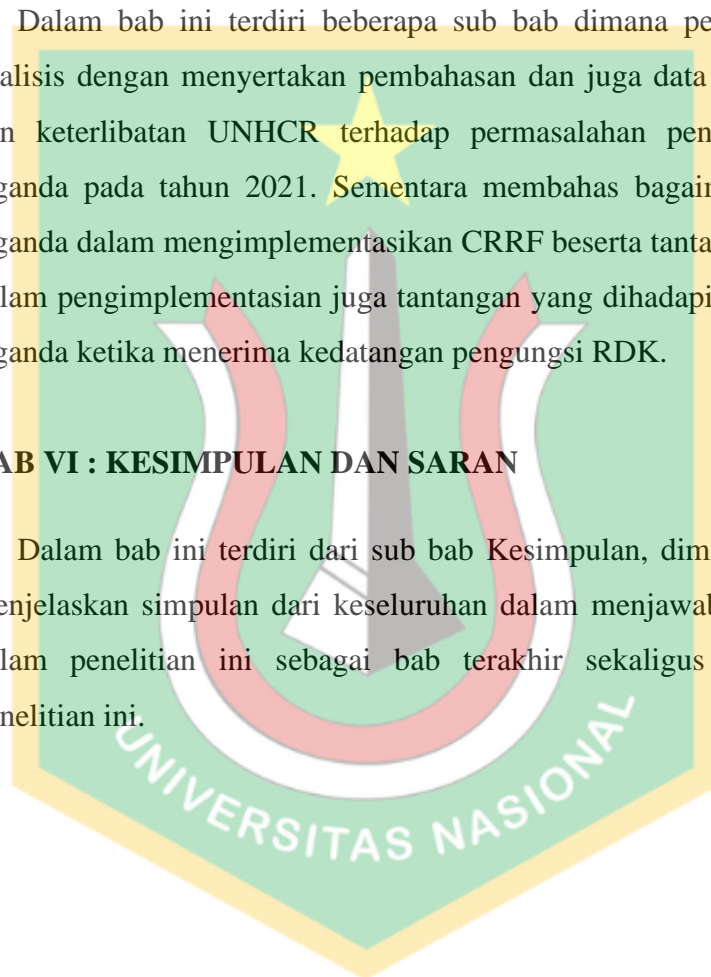 Dalam bab ini terdiri beberapa sub bab dimana pe
alisis dengan menyertakan pembahasan dan juga data
n keterlibatan UNHCR terhadap permasalahan pen
ganda pada tahun 2021. Sementara membahas bagain
ganda dalam mengimplementasikan CRRF beserta tanta
lam pengimplementasian juga tantangan yang dihadapi
ganda ketika menerima kedatangan pengungsi RDK.
AB VI : KESIMPULAN DAN SARAN
Dalam bab ini terdiri dari sub bab Kesimpulan, dim
enjelaskan simpulan dari keseluruhan dalam menjawab
lam penelitian ini sebagai bab terakhir sekaligus
nelitian ini.
UNIVERSITAS NASIONAL